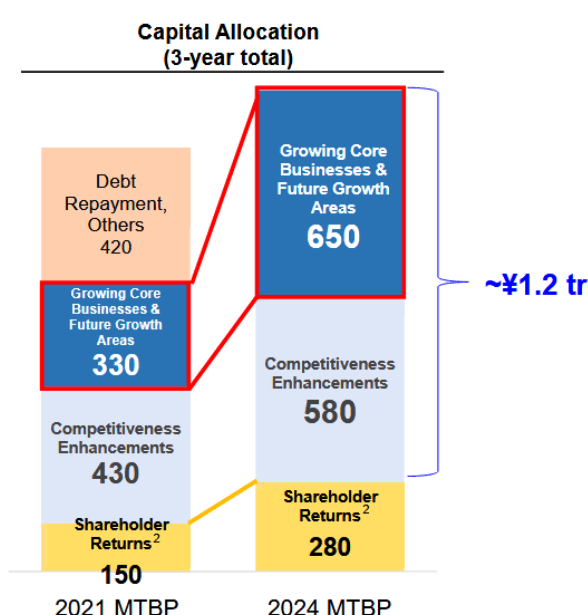 Capital Allocation
(3-year total)
Debt
Repayment,
Others
420
Growing Core
Businesses &
Future Growth
Areas
330
Competitiveness
Enhancements
430
Shareholder
Returns2
150
2021 MTBP
Growing Core
Businesses &
Future Growth
Areas
650
Competitiveness
Enhancements
580
Shareholder
Returns2
280
2024 MTBP
~¥1.2 tr